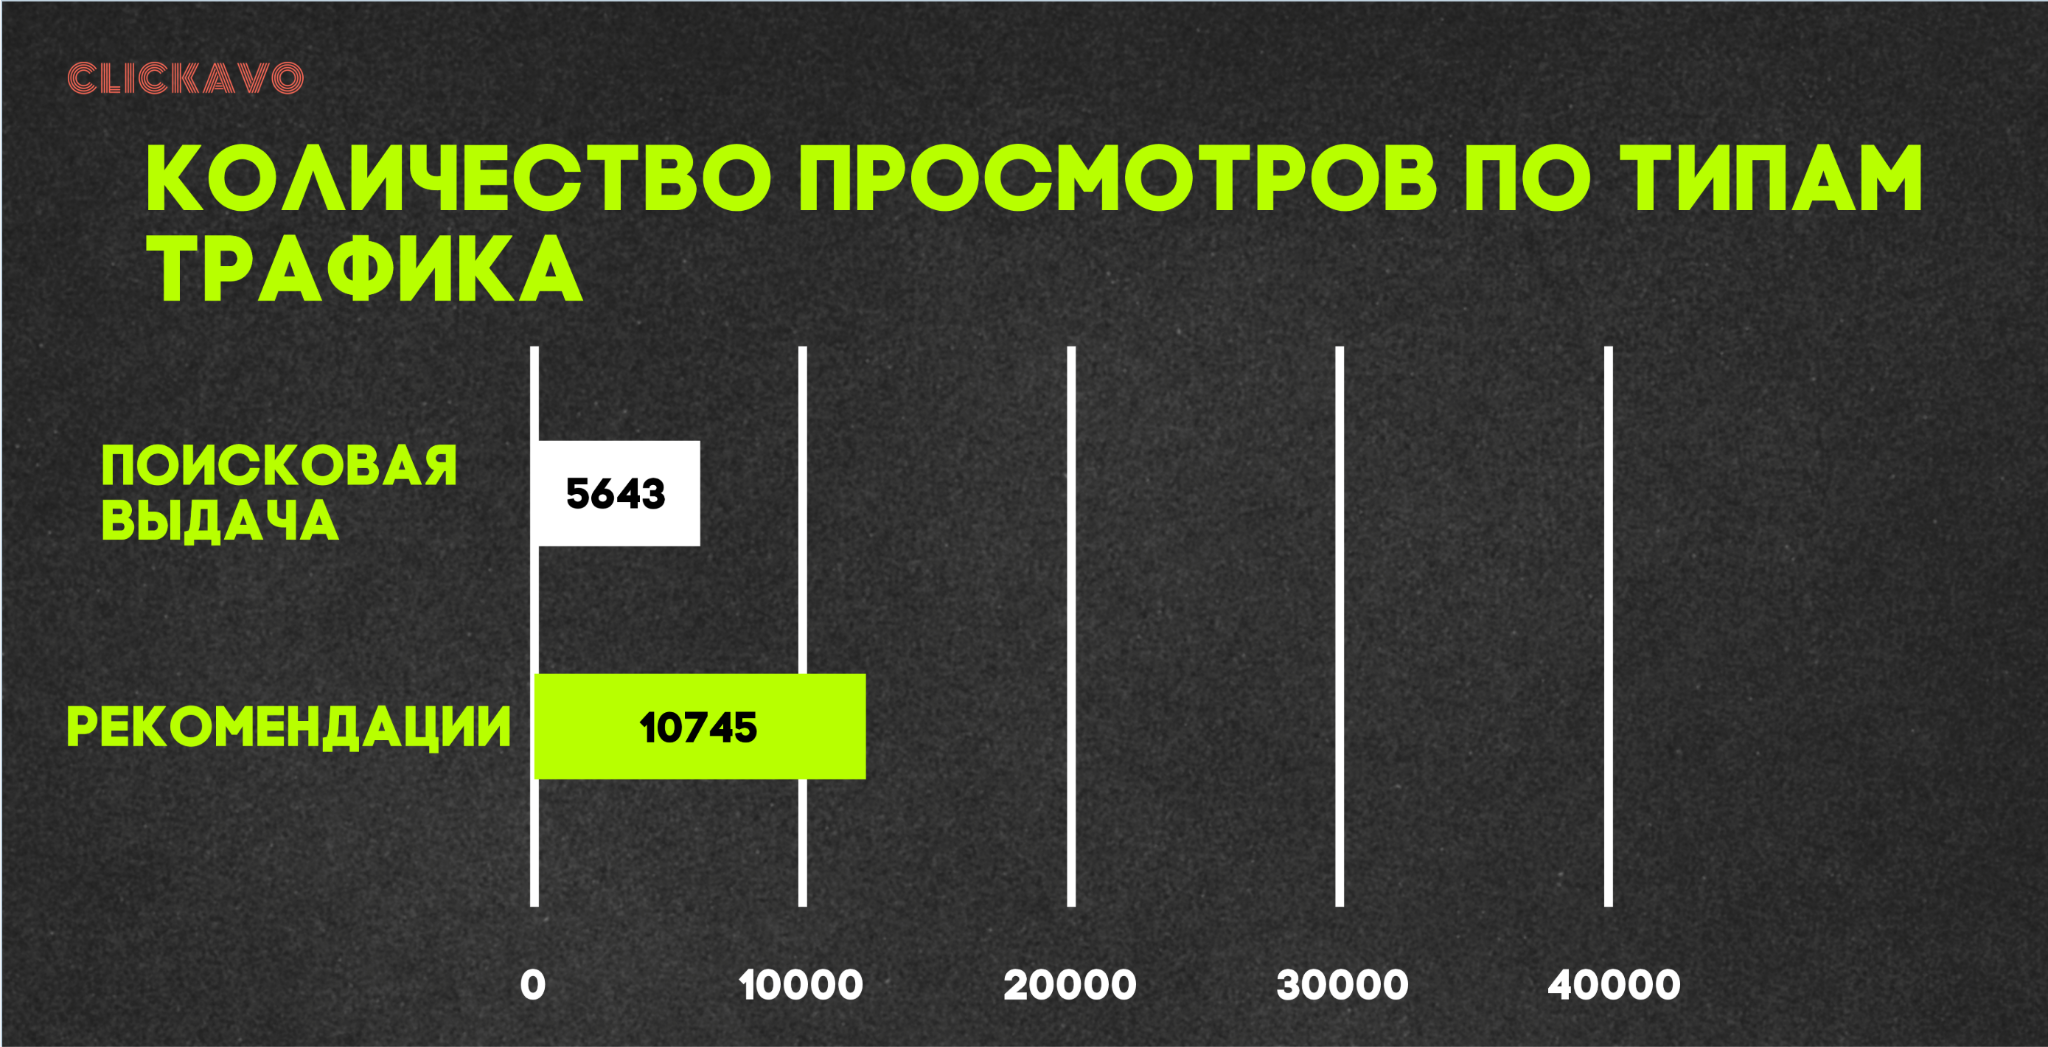 CLICKAVO
КОЛИЧЕСТВО ПРОСМОТРОВ ПО ТИПАМ
ТРАФИКА
ПОИСКОВАЯ
ВЫДАЧА
5643
РЕКОМЕНДАЦИИ
10745
0
10000
20000
30000
40000